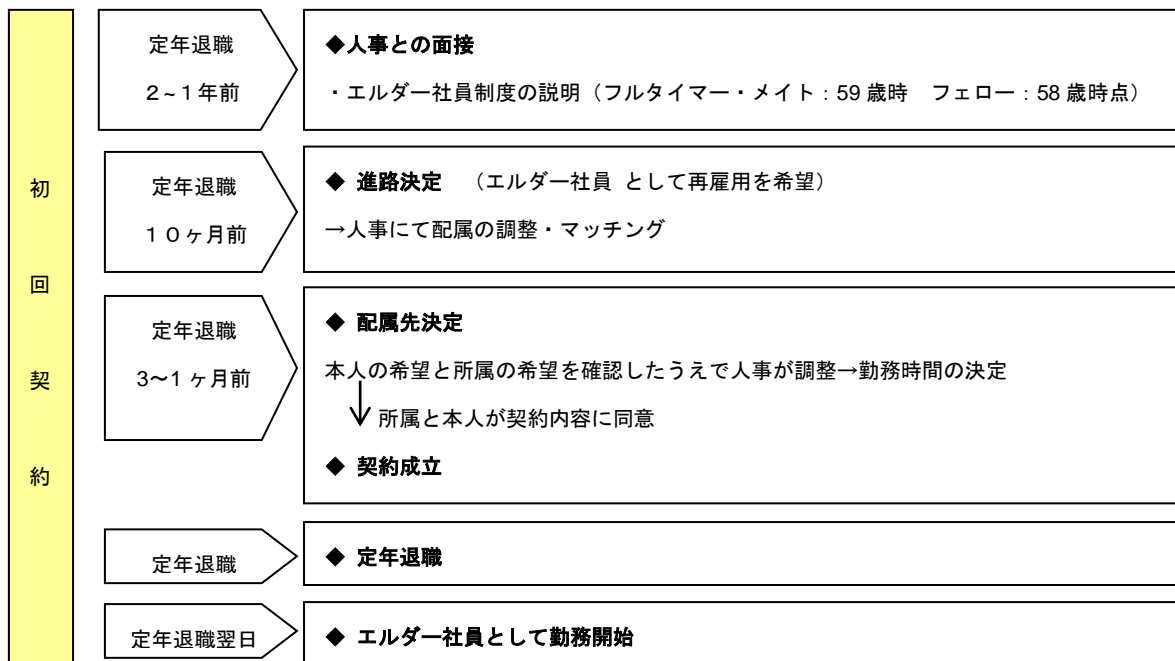 初回契約
定年退職
2~1年前
◆人事との面接
・エルダー社員制度の説明（フルタイマー・メイト：59歳時　フェロー：58歳時点）
定年退職
１０ヶ月前
◆ 進路決定　（エルダー社員 として再雇用を希望）
→人事にて配属の調整・マッチング
定年退職
3〜1ヶ月前
◆ 配属先決定
本人の希望と所属の希望を確認したうえで人事が調整→勤務時間の決定
所属と本人が契約内容に同意
◆ 契約成立
定年退職
◆ 定年退職
定年退職翌日
◆ エルダー社員として勤務開始